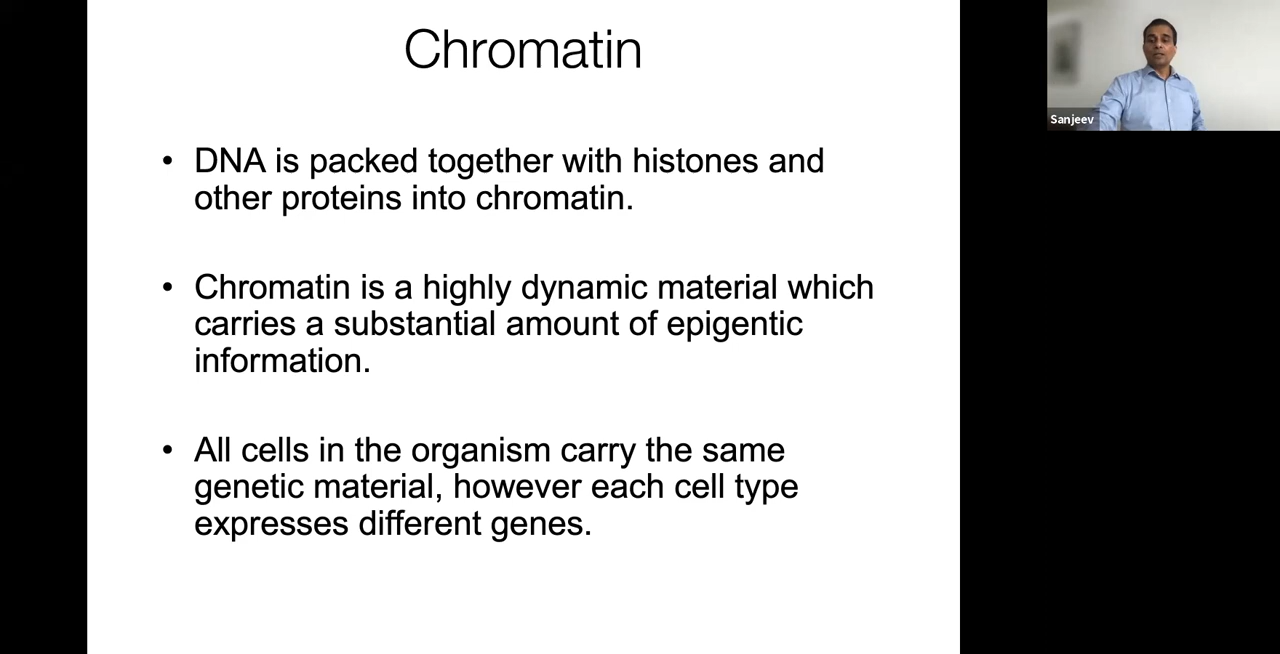 Chromatin
• DNA is packed together with histones and
other proteins into chromatin.
• Chromatin is a highly dynamic material which
carries a substantial amount of epigentic
information.
• All cells in the organism carry the same
genetic material, however each cell type
expresses different genes.
Sanjeev